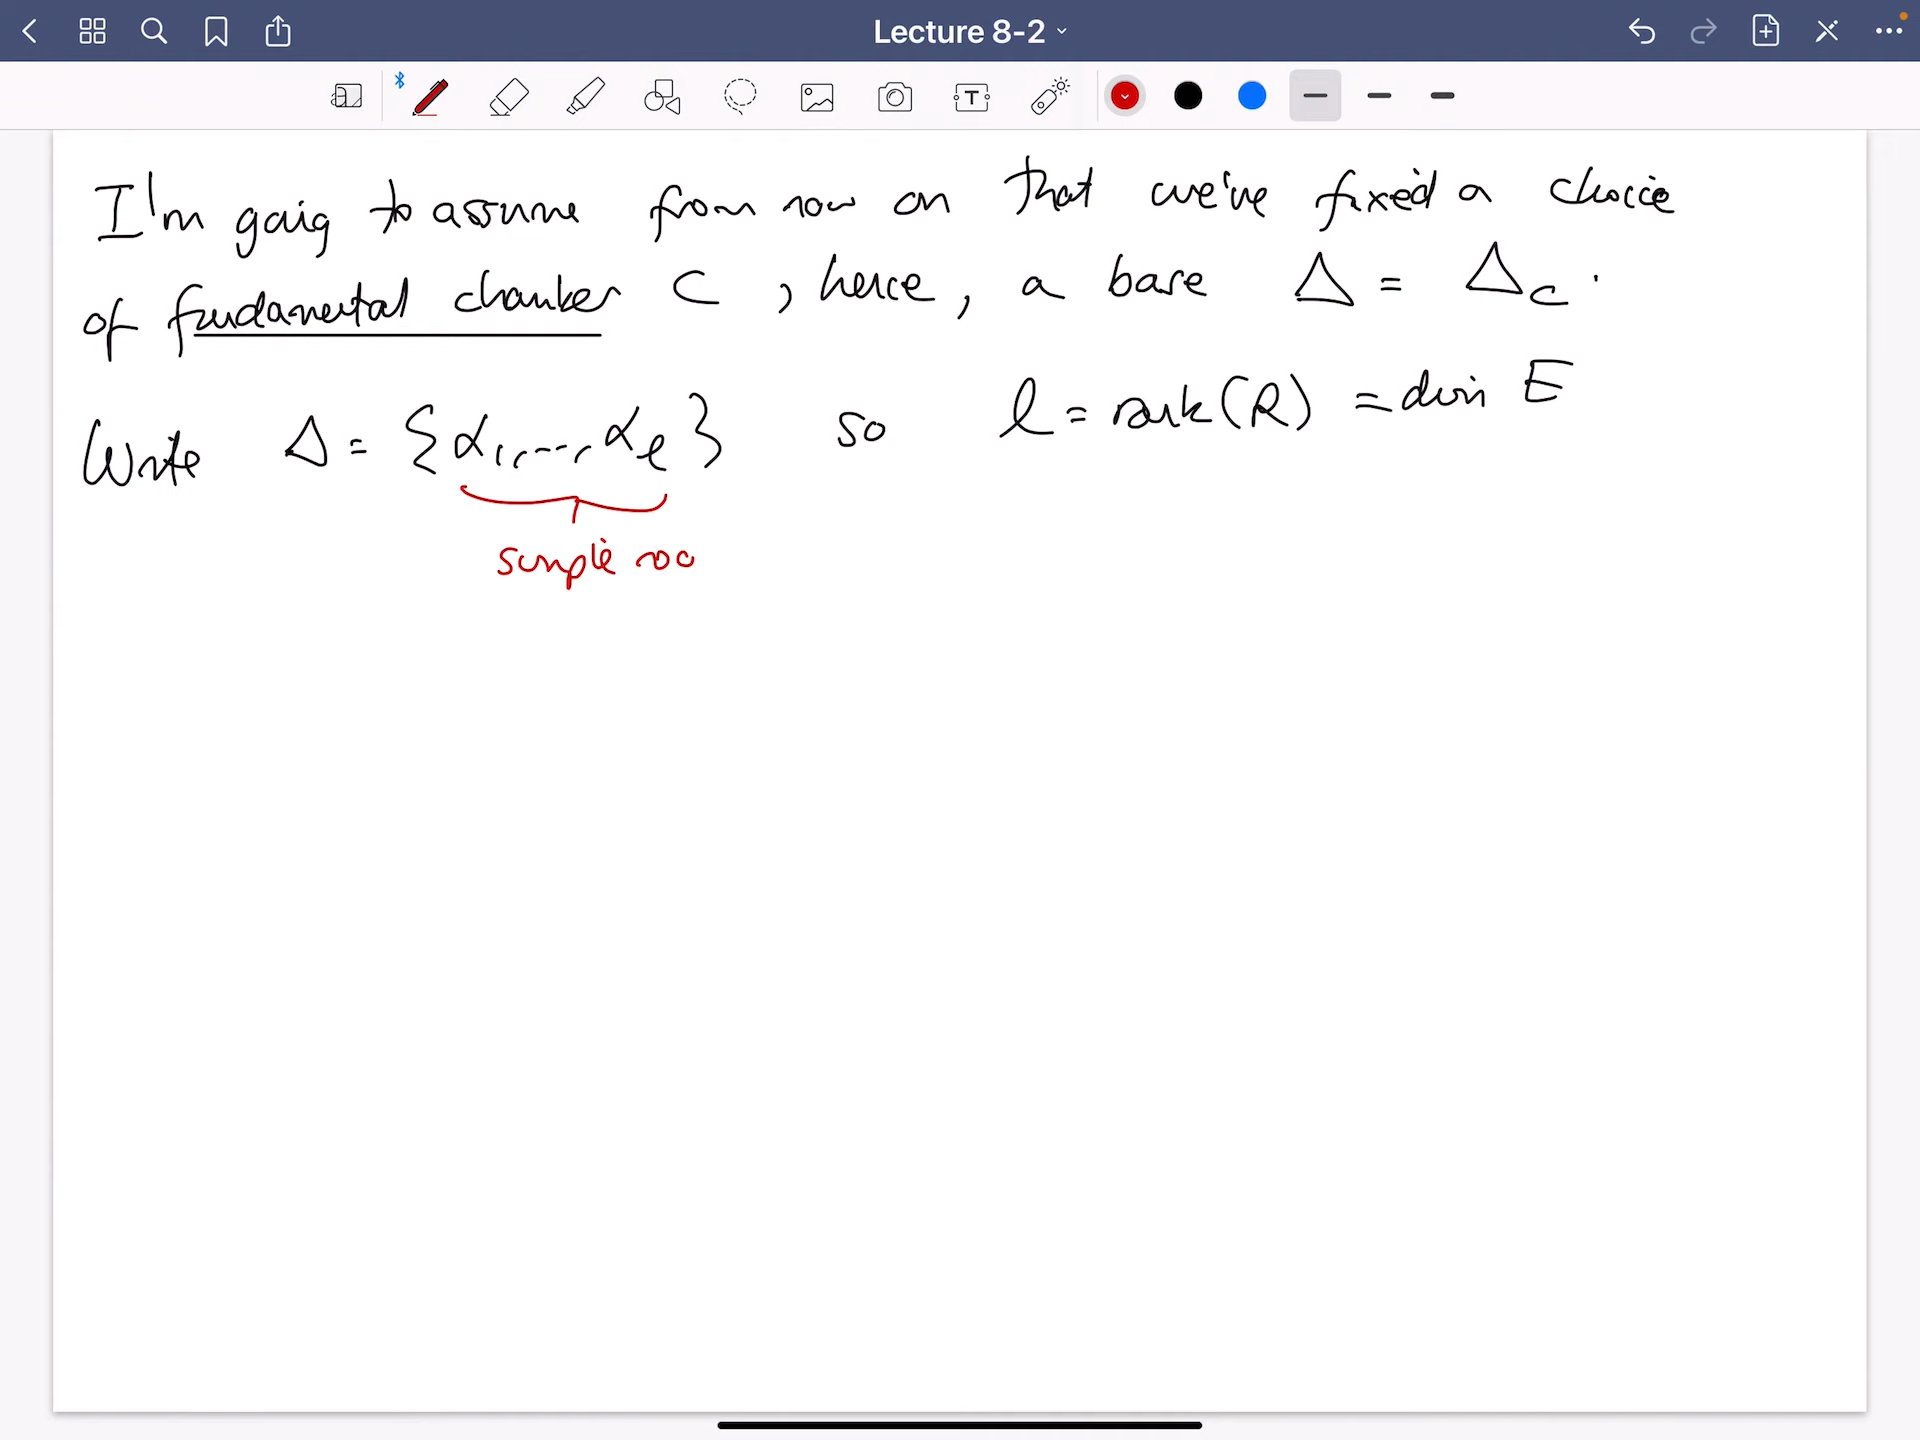 Lecture 8-2
I'm going to assume from now on that we've fixed a choice
of fundamental chamber C, hence, a base Δ = Δ_C.
Write Δ = {α₁,...,α_ℓ} so ℓ = rank(R) = dim E
simple roo